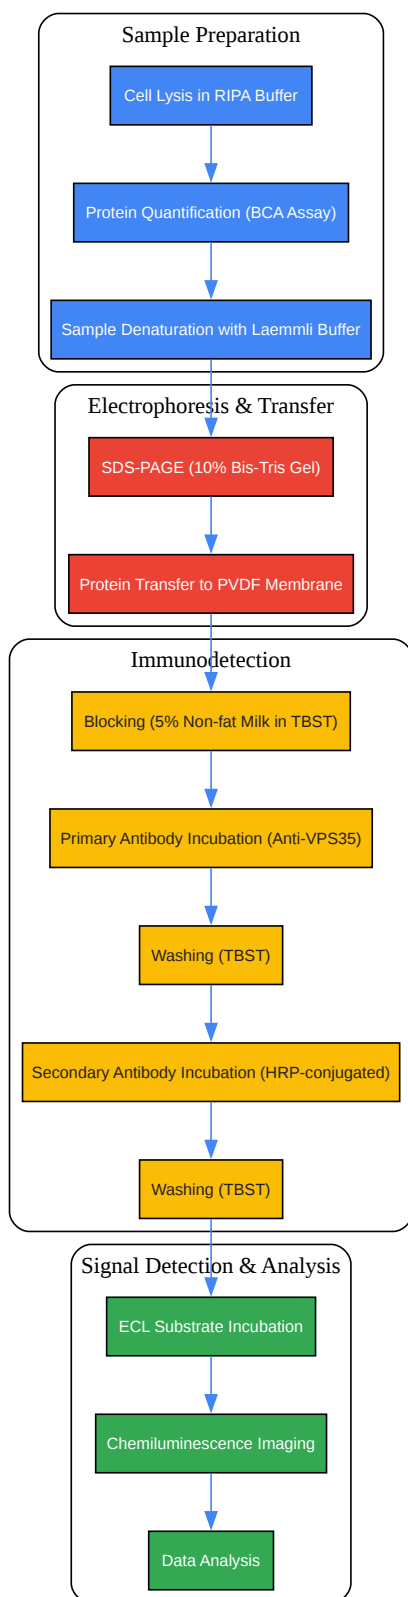 Sample Preparation
Cell Lysis in RIPA Buffer
Protein Quantification (BCA Assay)
Sample Denaturation with Laemmli Buffer
Electrophoresis & Transfer
SDS-PAGE (10% Bis-Tris Gel)
Protein Transfer to PVDF Membrane
Immunodetection
Blocking (5% Non-fat Milk in TBST)
Primary Antibody Incubation (Anti-VPS35)
Washing (TBST)
Secondary Antibody Incubation (HRP-conjugated)
Washing (TBST)
Signal Detection & Analysis
ECL Substrate Incubation
Chemiluminescence Imaging
Data Analysis